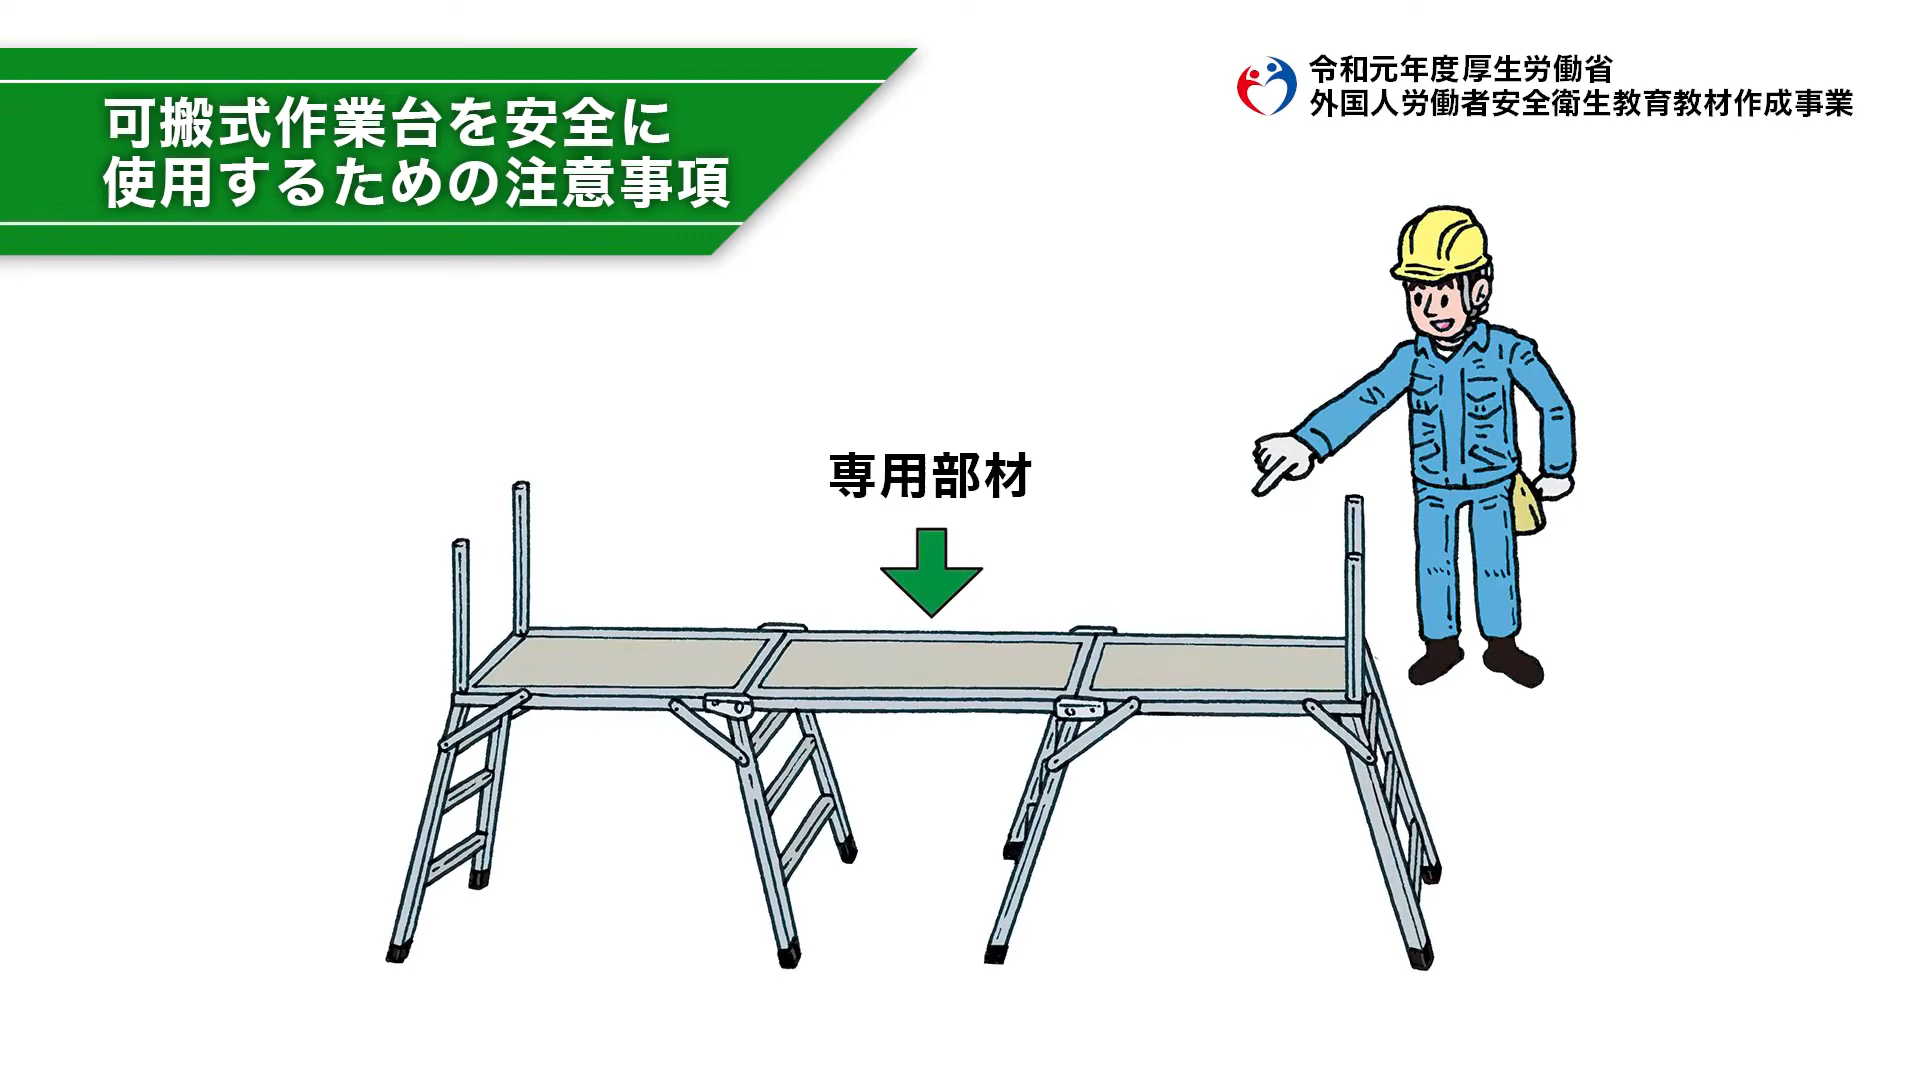 可搬式作業台を安全に
使用するための注意事項
令和元年度厚生労働省
外国人労働者安全衛生教育教材作成事業
専用部材